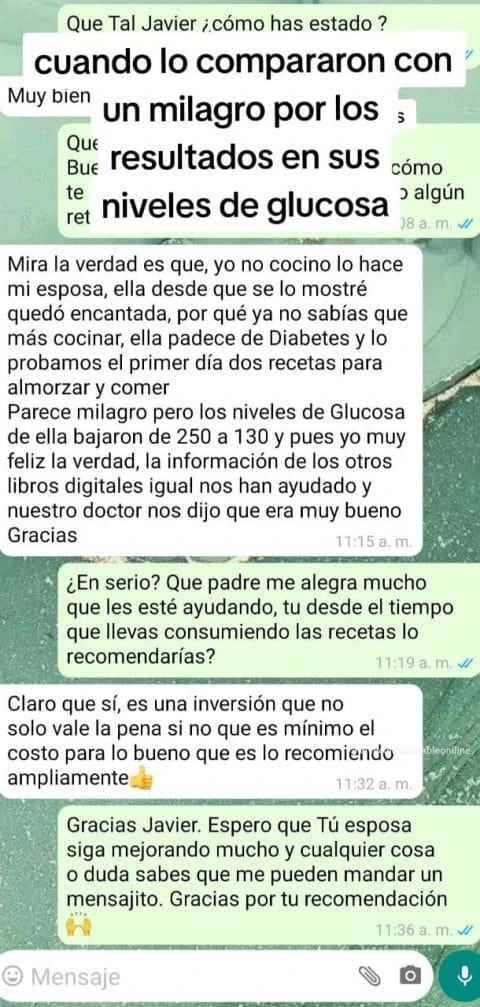 Que Tal Javier ¿cómo has estado ?
cuando lo compararon con
Muy bien
un milagro por los
s
Que
resultados en sus
Bue
cómo
te
o algún
niveles de glucosa
ret
08 a. m.
Mira la verdad es que, yo no cocino lo hace
mi esposa, ella desde que se lo mostré
quedó encantada, por qué ya no sabías que
más cocinar, ella padece de Diabetes y lo
probamos el primer día dos recetas para
almorzar y comer
Parece milagro pero los niveles de Glucosa
de ella bajaron de 250 a 130 y pues yo muy
feliz la verdad, la información de los otros
libros digitales igual nos han ayudado y
nuestro doctor nos dijo que era muy bueno
Gracias
11:15 a. m.
¿En serio? Que padre me alegra mucho
que les esté ayudando, tu desde el tiempo
que llevas consumiendo las recetas lo
recomendarías?
11:19 a. m.
Claro que sí, es una inversión que no
solo vale la pena si no que es mínimo el
costo para lo bueno que es lo recomiendo
ampliamente👍
11:32 a. m.
Gracias Javier. Espero que Tú esposa
siga mejorando mucho y cualquier cosa
o duda sabes que me pueden mandar un
mensajito. Gracias por tu recomendación
🙌
11:36 a. m.
Mensaje